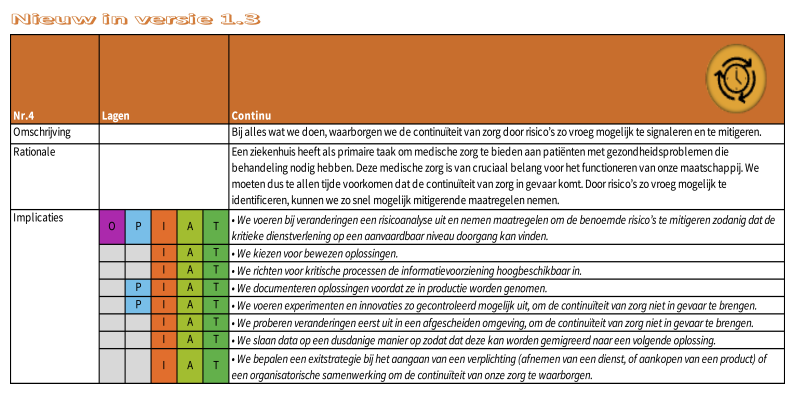 Nieuw in versie 1.3
Nr.4 Lagen Continu
Omschrijving Bij alles wat we doen, waarborgen we de continuïteit van zorg door risico's zo vroeg mogelijk te signaleren en te mitigeren.
Rationale Een ziekenhuis heeft als primaire taak om medische zorg te bieden aan patiënten met gezondheidsproblemen die
behandeling nodig hebben. Deze medische zorg is van cruciaal belang voor het functioneren van onze maatschappij. We
moeten dus te allen tijde voorkomen dat de continuïteit van zorg in gevaar komt. Door risico's zo vroeg mogelijk te
identificeren, kunnen we zo snel mogelijk mitigerende maatregelen nemen.
Implicaties O P I A T • We voeren bij veranderingen een risicoanalyse uit en nemen maatregelen om de benoemde risico's te mitigeren zodanig dat de
kritieke dienstverlening op een aanvaardbaar niveau doorgang kan vinden.
I A T • We kiezen voor bewezen oplossingen.
I A T • We richten voor kritische processen de informatievoorziening hoogbeschikbaar in.
P I A T • We documenteren oplossingen voordat ze in productie worden genomen.
P I A T • We voeren experimenten en innovaties zo gecontroleerd mogelijk uit, om de continuïteit van zorg niet in gevaar te brengen.
I A T • We proberen veranderingen eerst uit in een afgescheiden omgeving, om de continuïteit van zorg niet in gevaar te brengen.
I A T • We slaan data op een dusdanige manier op zodat deze kan worden gemigreerd naar een volgende oplossing.
I A T • We bepalen een exitstrategie bij het aangaan van een verplichting (afnemen van een dienst, of aankopen van een product) of
een organisatorische samenwerking om de continuïteit van onze zorg te waarborgen.